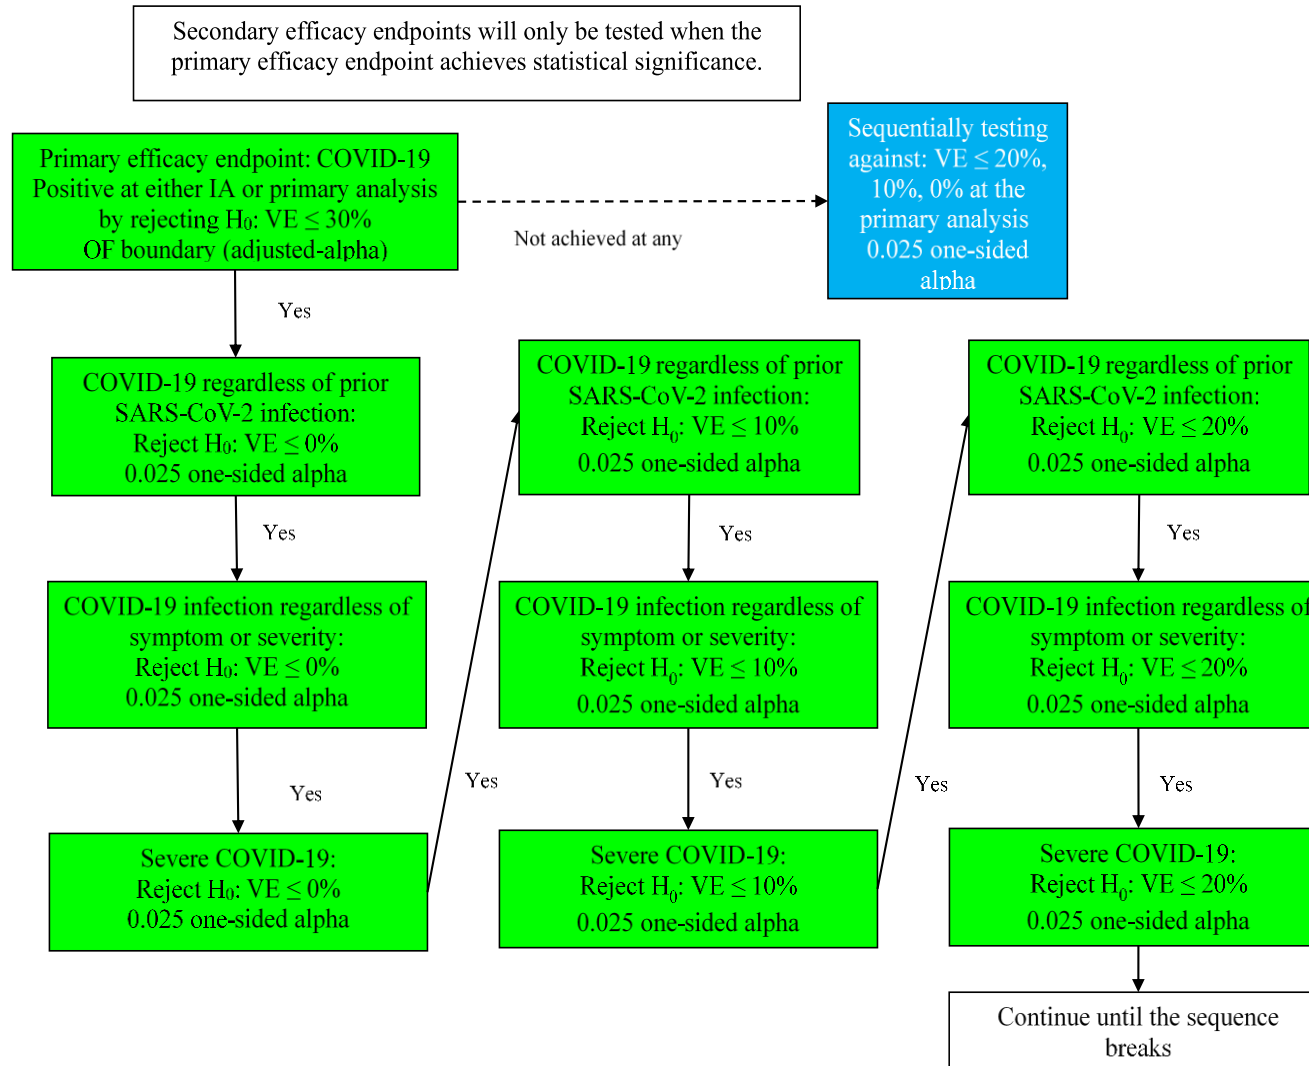 Secondary efficacy endpoints will only be tested when the
primary efficacy endpoint achieves statistical significance.
Primary efficacy endpoint: COVID-19
Positive at either IA or primary analysis
by rejecting H₀: VE ≤ 30%
OF boundary (adjusted-alpha)
Not achieved at any
Sequentially testing
against: VE ≤ 20%,
10%, 0% at the
primary analysis
0.025 one-sided
alpha
Yes
COVID-19 regardless of prior
SARS-CoV-2 infection:
Reject H₀: VE ≤ 0%
0.025 one-sided alpha
Yes
COVID-19 infection regardless of
symptom or severity:
Reject H₀: VE ≤ 0%
0.025 one-sided alpha
Yes
Severe COVID-19:
Reject H₀: VE ≤ 0%
0.025 one-sided alpha
Yes
COVID-19 regardless of prior
SARS-CoV-2 infection:
Reject H₀: VE ≤ 10%
0.025 one-sided alpha
Yes
COVID-19 infection regardless of
symptom or severity:
Reject H₀: VE ≤ 10%
0.025 one-sided alpha
Yes
Severe COVID-19:
Reject H₀: VE ≤ 10%
0.025 one-sided alpha
Yes
COVID-19 regardless of prior
SARS-CoV-2 infection:
Reject H₀: VE ≤ 20%
0.025 one-sided alpha
Yes
COVID-19 infection regardless of
symptom or severity:
Reject H₀: VE ≤ 20%
0.025 one-sided alpha
Yes
Severe COVID-19:
Reject H₀: VE ≤ 20%
0.025 one-sided alpha
Continue until the sequence
breaks